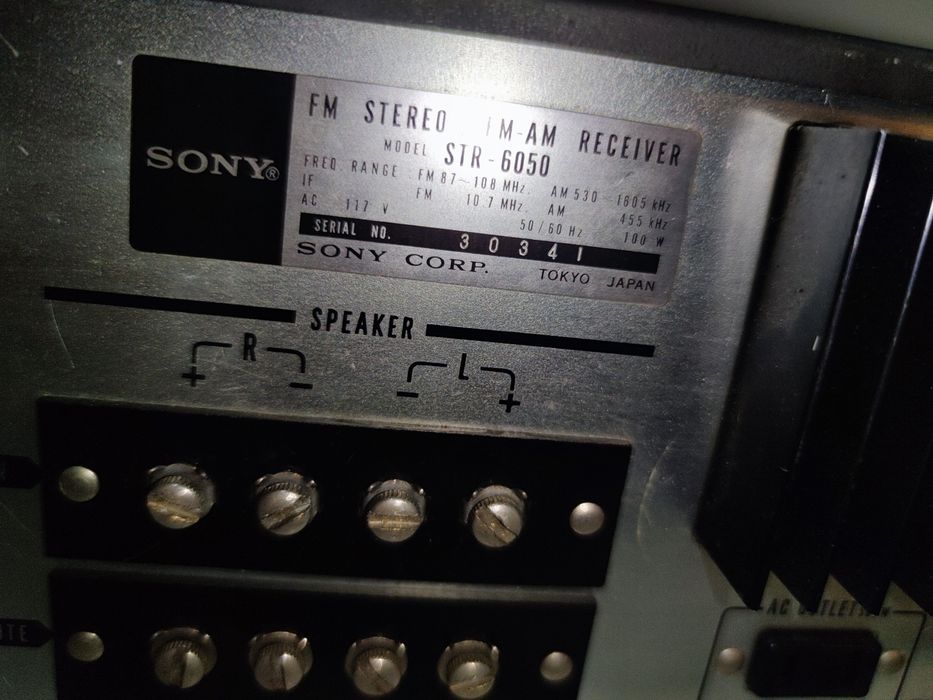 SONY®
FM STEREO FM-AM RECEIVER
MODEL STR-6050
FREQ. RANGE FM 87~108 MHz. AM 530 1605 kHz
IF FM 10.7 MHz. AM 455 kHz
AC 117 V 50/60 Hz 100 W
SERIAL NO. 30341
SONY CORP. TOKYO JAPAN
SPEAKER
R L
+ − − +
AC OUTLET